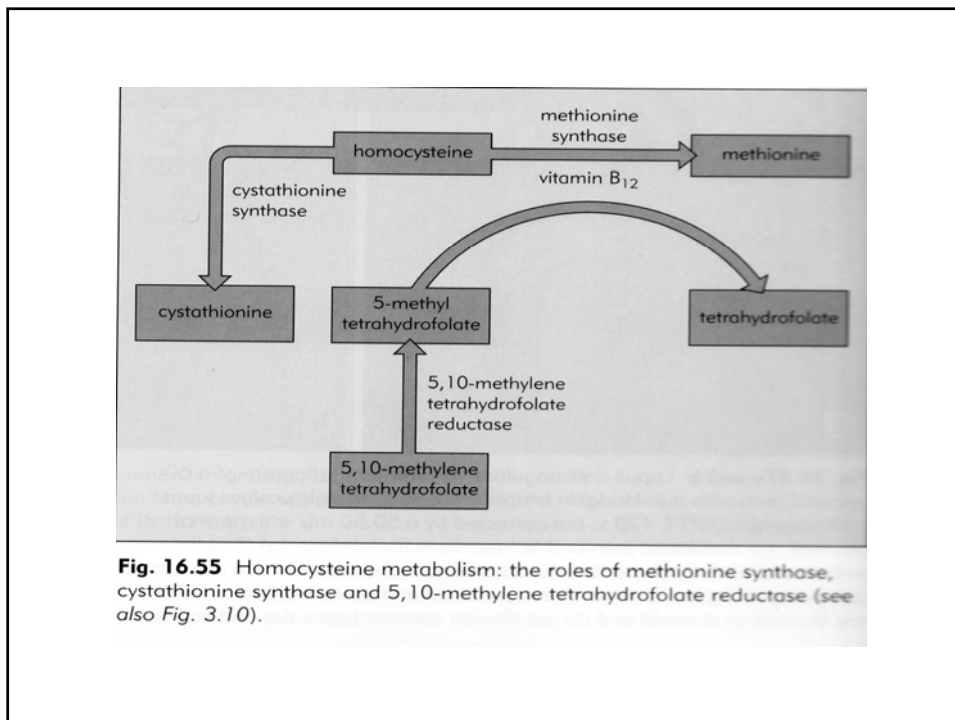 methionine
synthase
homocysteine
methionine
vitamin B12
cystathionine
synthase
cystathionine
5-methyl
tetrahydrofolate
tetrahydrofolate
5,10-methylene
tetrahydrofolate
reductase
5,10-methylene
tetrahydrofolate
Fig. 16.55 Homocysteine metabolism: the roles of methionine synthase,
cystathionine synthase and 5,10-methylene tetrahydrofolate reductase (see
also Fig. 3.10).